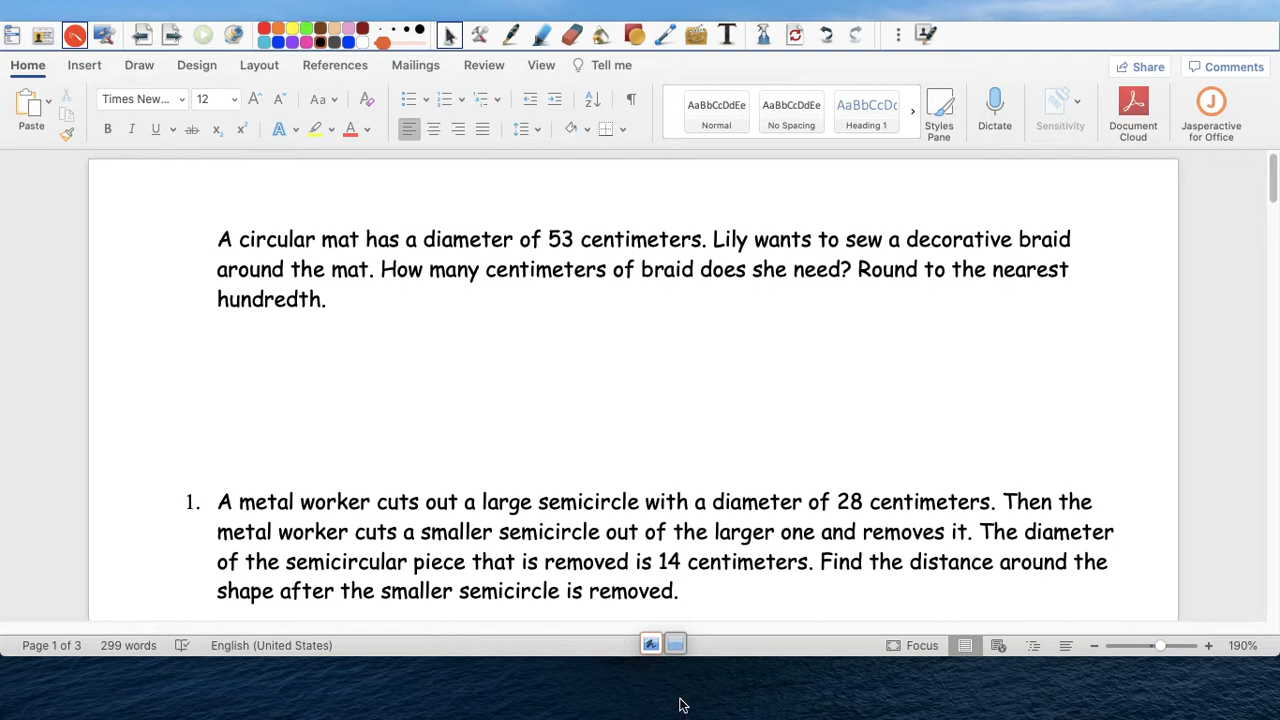 Home Insert Draw Design Layout References Mailings Review View Tell me Share Comments
Paste Times New... 12 Aa A
B I U ab x₂ x² A A
AaBbCcDdEe AaBbCcDdEe AaBbCcDc
Normal No Spacing Heading 1 Styles Pane Dictate Sensitivity Document Cloud Jasperactive for Office
A circular mat has a diameter of 53 centimeters. Lily wants to sew a decorative braid
around the mat. How many centimeters of braid does she need? Round to the nearest
hundredth.
1. A metal worker cuts out a large semicircle with a diameter of 28 centimeters. Then the
metal worker cuts a smaller semicircle out of the larger one and removes it. The diameter
of the semicircular piece that is removed is 14 centimeters. Find the distance around the
shape after the smaller semicircle is removed.
Page 1 of 3 299 words English (United States) Focus 190%